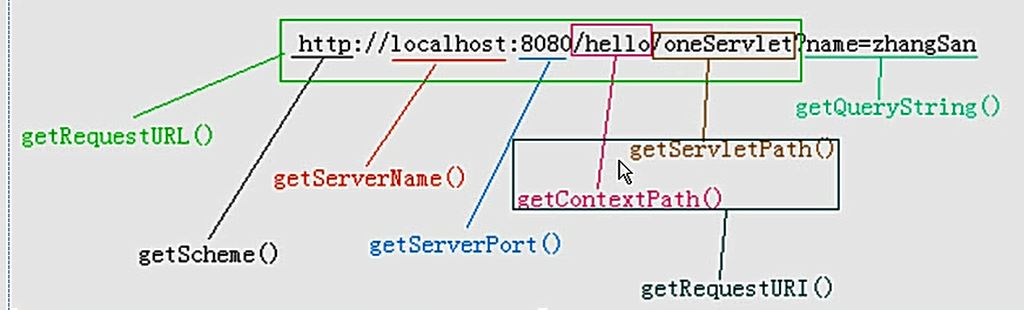 http://localhost:8080/hello/oneServlet?name=zhangSan
getQueryString()
getRequestURL()
getServletPath()
getServerName()
getContextPath()
getServerPort()
getScheme()
getRequestURI()